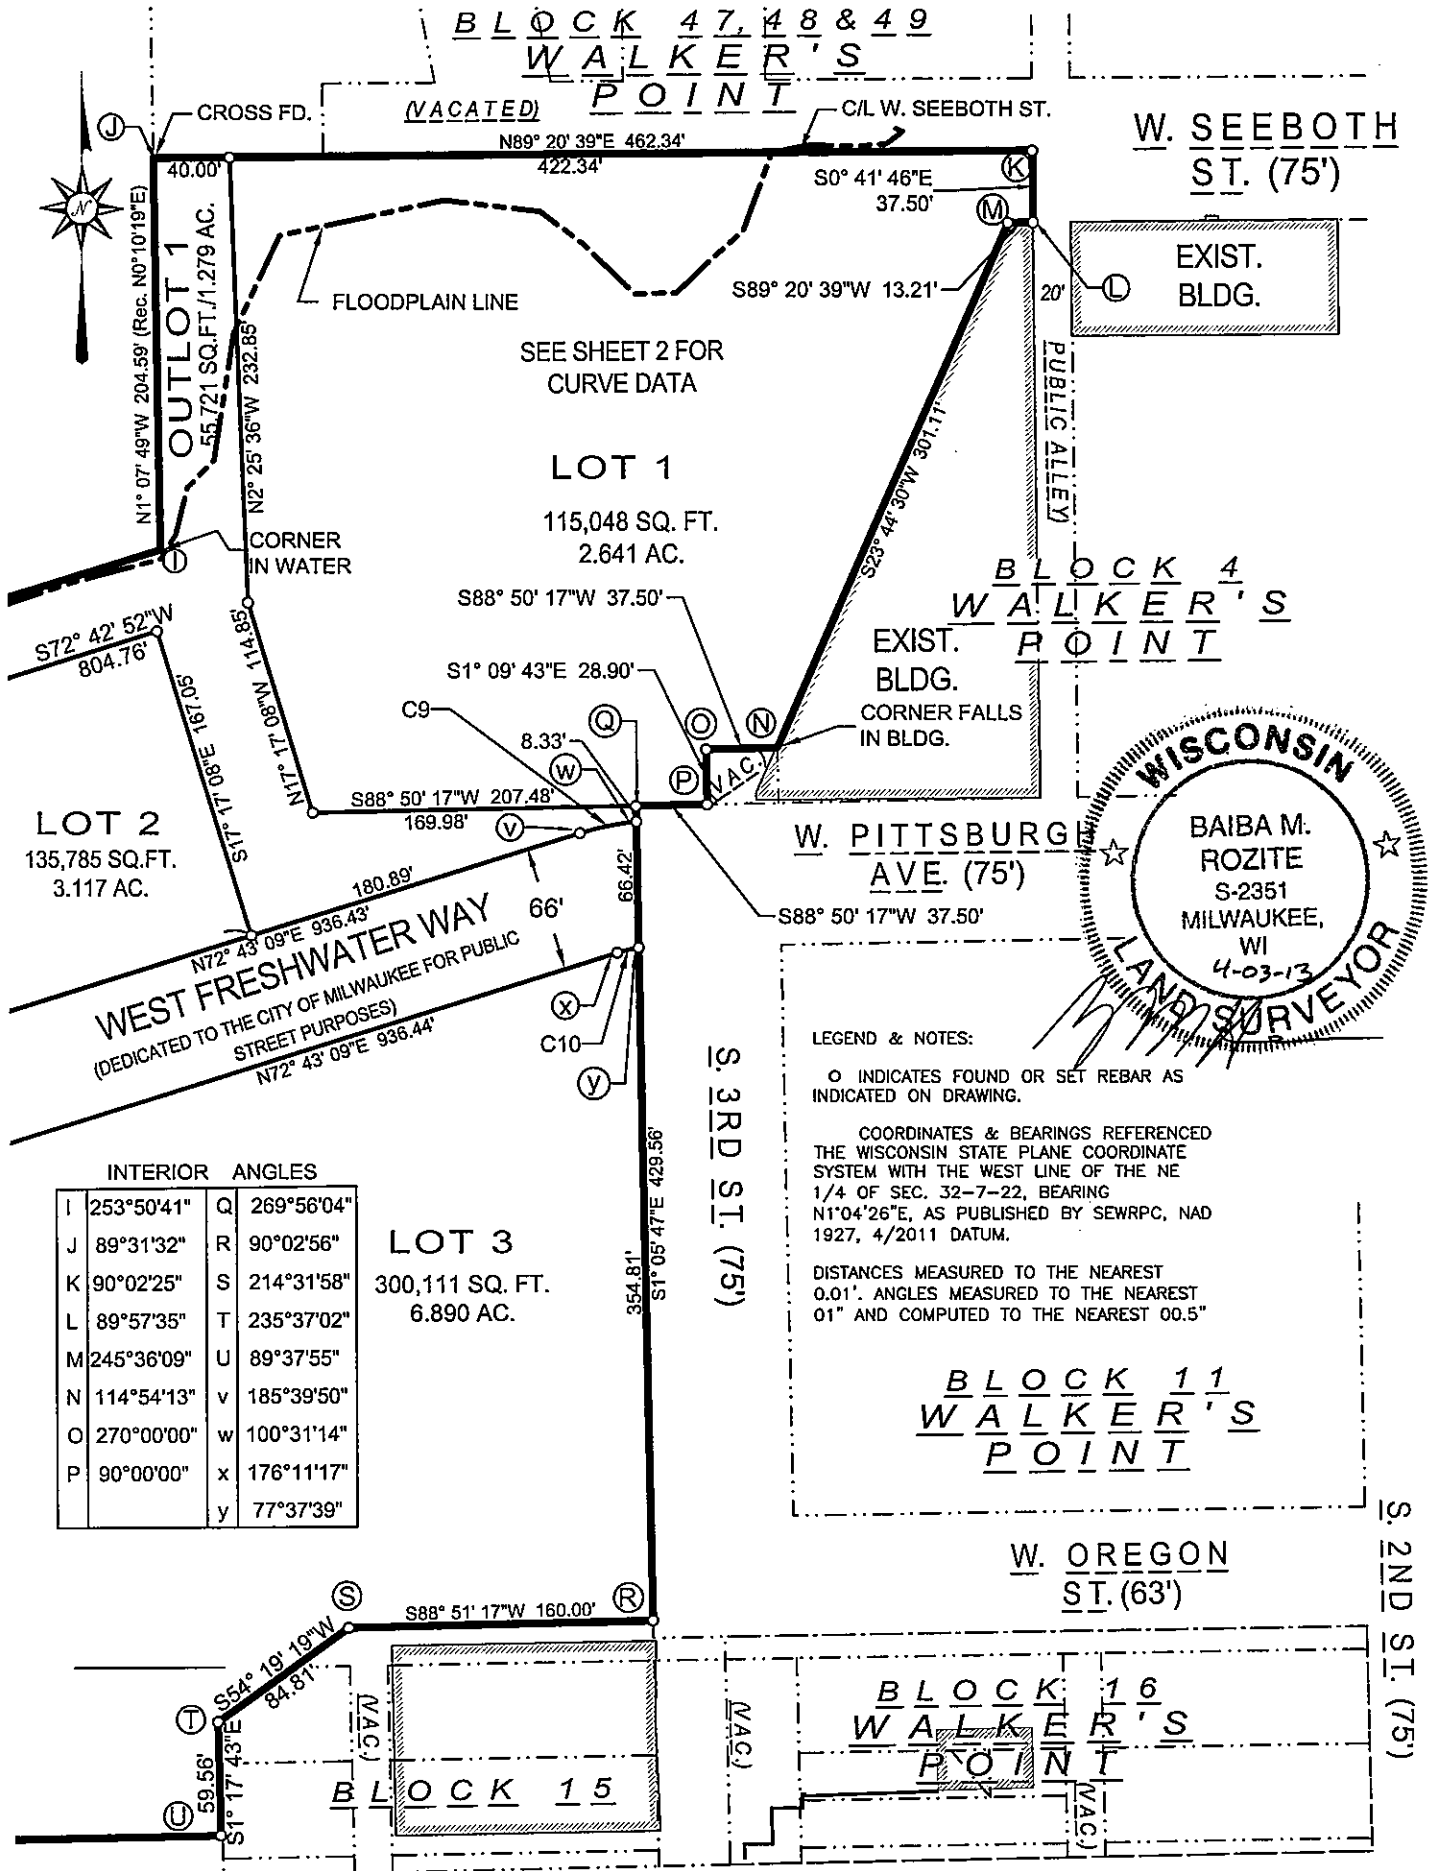 BLOCK 47, 48 & 49
WALKER'S
POINT
(VACATED)
CROSS FD.
C/L W. SEEBOTH ST.
W. SEEBOTH
ST. (75')
J
N89° 20' 39"E 462.34'
40.00'
422.34'
K
S0° 41' 46"E
37.50'
M
N
N1° 07' 49"W 204.59' (Rec. N0°10'19"E)
OUTLOT 1
55,721 SQ.FT./1.279 AC.
N2° 25' 36"W 232.85'
FLOODPLAIN LINE
S89° 20' 39"W 13.21'
20'
L
EXIST.
BLDG.
SEE SHEET 2 FOR
CURVE DATA
PUBLIC ALLEY)
LOT 1
115,048 SQ. FT.
2.641 AC.
S23° 44' 30"W 301.11'
CORNER
IN WATER
I
S88° 50' 17"W 37.50'
BLOCK 4
WALKER'S
POINT
S72° 42' 52"W
804.76'
N17° 17' 08"W 114.85'
S17° 17' 08"E 167.05'
S1° 09' 43"E 28.90'
EXIST.
BLDG.
CORNER FALLS
IN BLDG.
C9
Q
O
N
8.33'
w
P
(VAC.)
S88° 50' 17"W 207.48'
169.98'
v
LOT 2
135,785 SQ.FT.
3.117 AC.
W. PITTSBURGH
AVE. (75')
WISCONSIN
BAIBA M.
ROZITE
S-2351
MILWAUKEE,
WI
4-03-13
LAND SURVEYOR
180.89'
66.42'
66'
S88° 50' 17"W 37.50'
N72° 43' 09"E 936.43'
WEST FRESHWATER WAY
(DEDICATED TO THE CITY OF MILWAUKEE FOR PUBLIC
STREET PURPOSES)
N72° 43' 09"E 936.44'
x
C10
y
S. 3RD ST. (75')
LEGEND & NOTES:
O INDICATES FOUND OR SET REBAR AS
INDICATED ON DRAWING.
COORDINATES & BEARINGS REFERENCED
THE WISCONSIN STATE PLANE COORDINATE
SYSTEM WITH THE WEST LINE OF THE NE
1/4 OF SEC. 32-7-22, BEARING
N1°04'26"E, AS PUBLISHED BY SEWRPC, NAD
1927, 4/2011 DATUM.
DISTANCES MEASURED TO THE NEAREST
0.01'. ANGLES MEASURED TO THE NEAREST
01" AND COMPUTED TO THE NEAREST 00.5"
INTERIOR ANGLES
I 253°50'41" Q 269°56'04"
J 89°31'32" R 90°02'56"
K 90°02'25" S 214°31'58"
L 89°57'35" T 235°37'02"
M 245°36'09" U 89°37'55"
N 114°54'13" v 185°39'50"
O 270°00'00" w 100°31'14"
P 90°00'00" x 176°11'17"
y 77°37'39"
LOT 3
300,111 SQ. FT.
6.890 AC.
354.81'
S1° 05' 47"E 429.56'
BLOCK 11
WALKER'S
POINT
W. OREGON
ST. (63')
S. 2ND ST. (75')
S
S88° 51' 17"W 160.00'
R
S54° 19' 19"W
84.81'
T
59.56'
S1° 17' 43"E
U
(VAC.)
BLOCK 15
(VAC.)
BLOCK 16
WALKER'S
POINT
(VAC.)